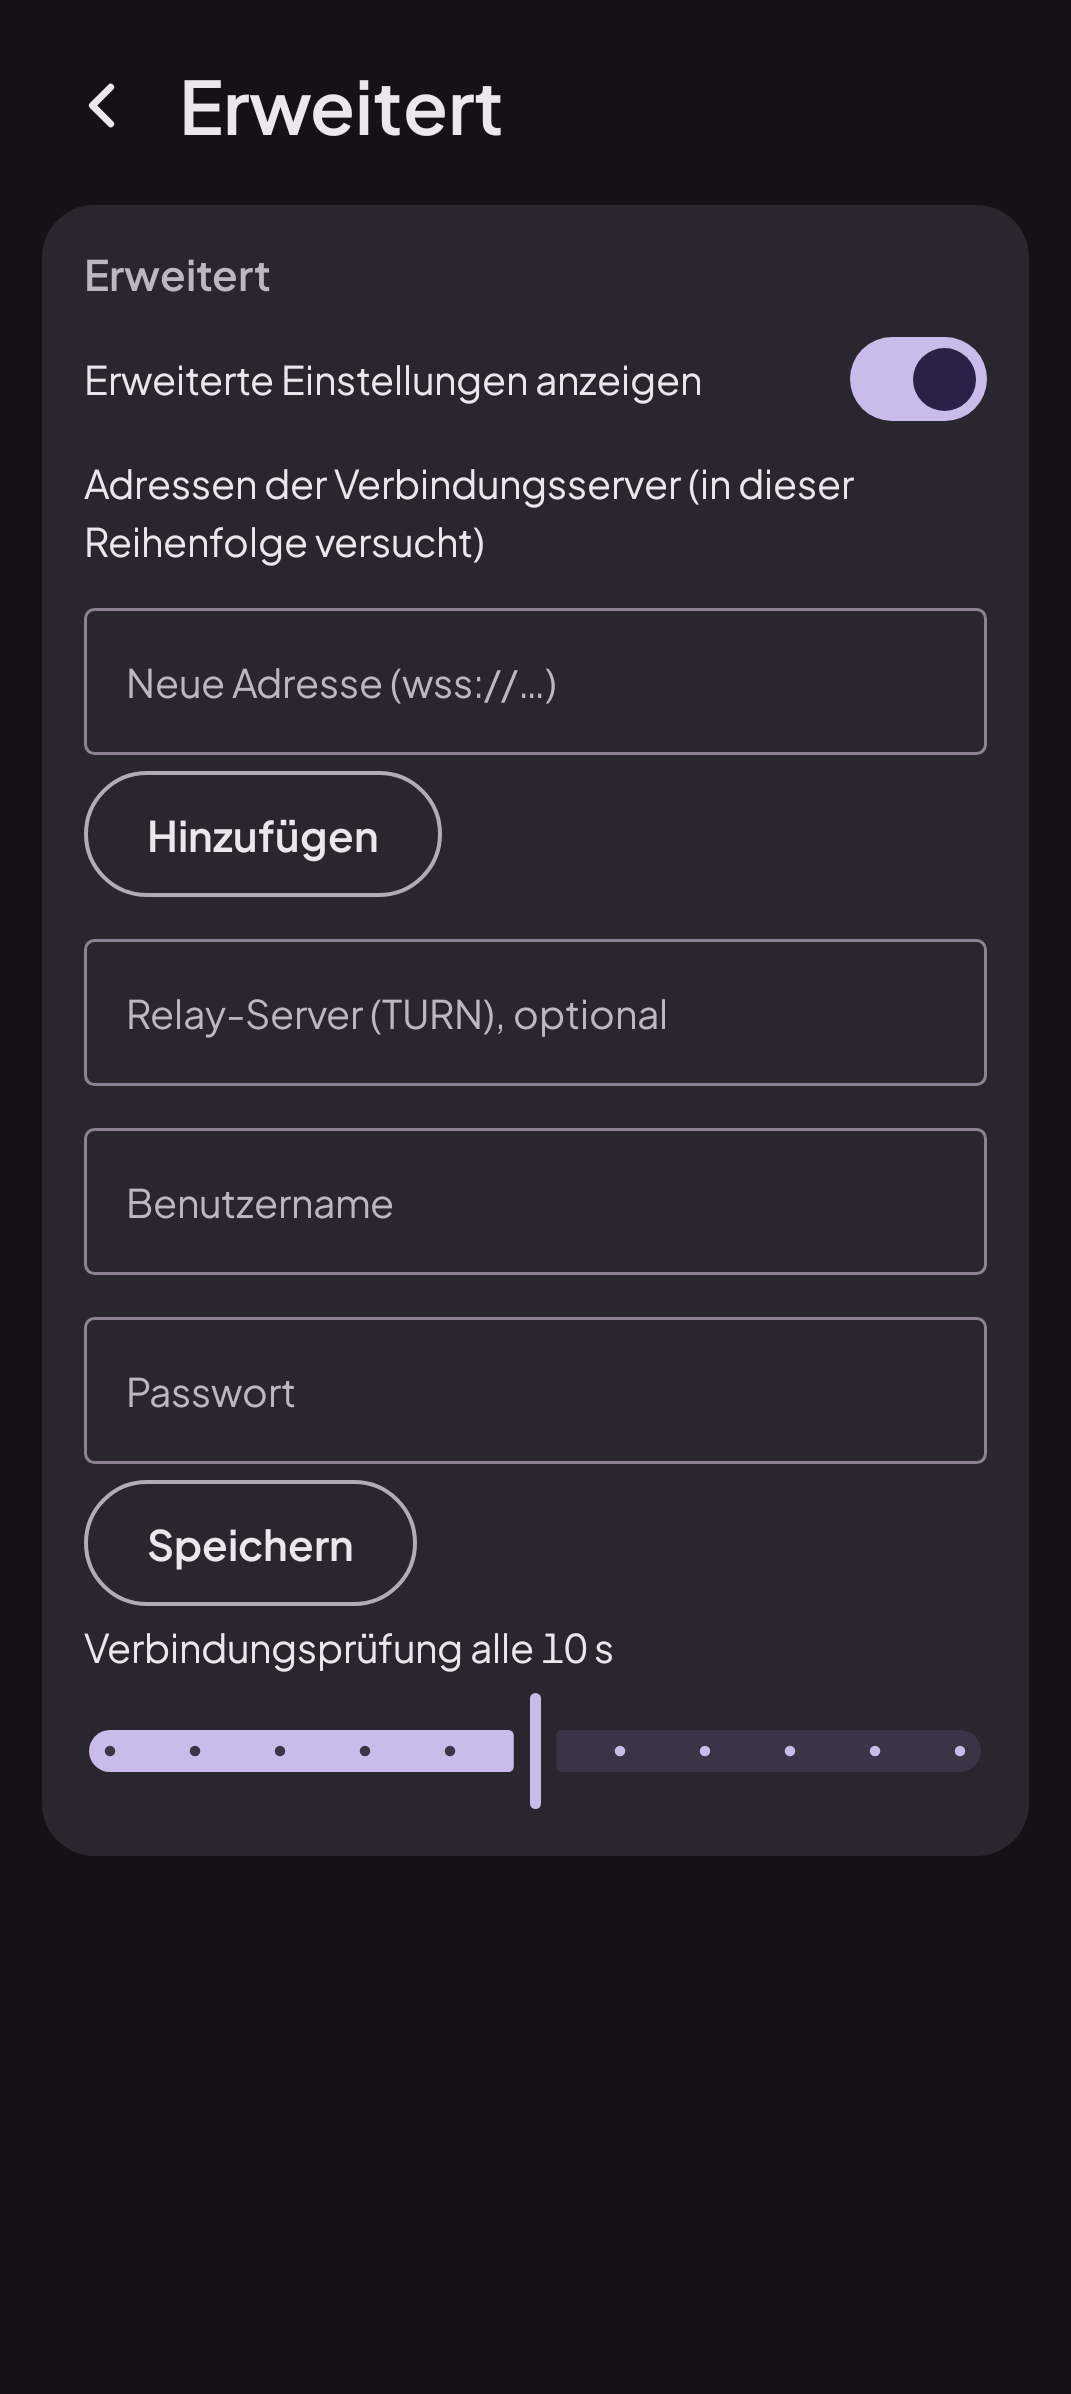 Erweitert
Erweitert
Erweiterte Einstellungen anzeigen
Adressen der Verbindungsserver (in dieser
Reihenfolge versucht)
Neue Adresse (wss://…)
Hinzufügen
Relay-Server (TURN), optional
Benutzername
Passwort
Speichern
Verbindungsprüfung alle 10 s